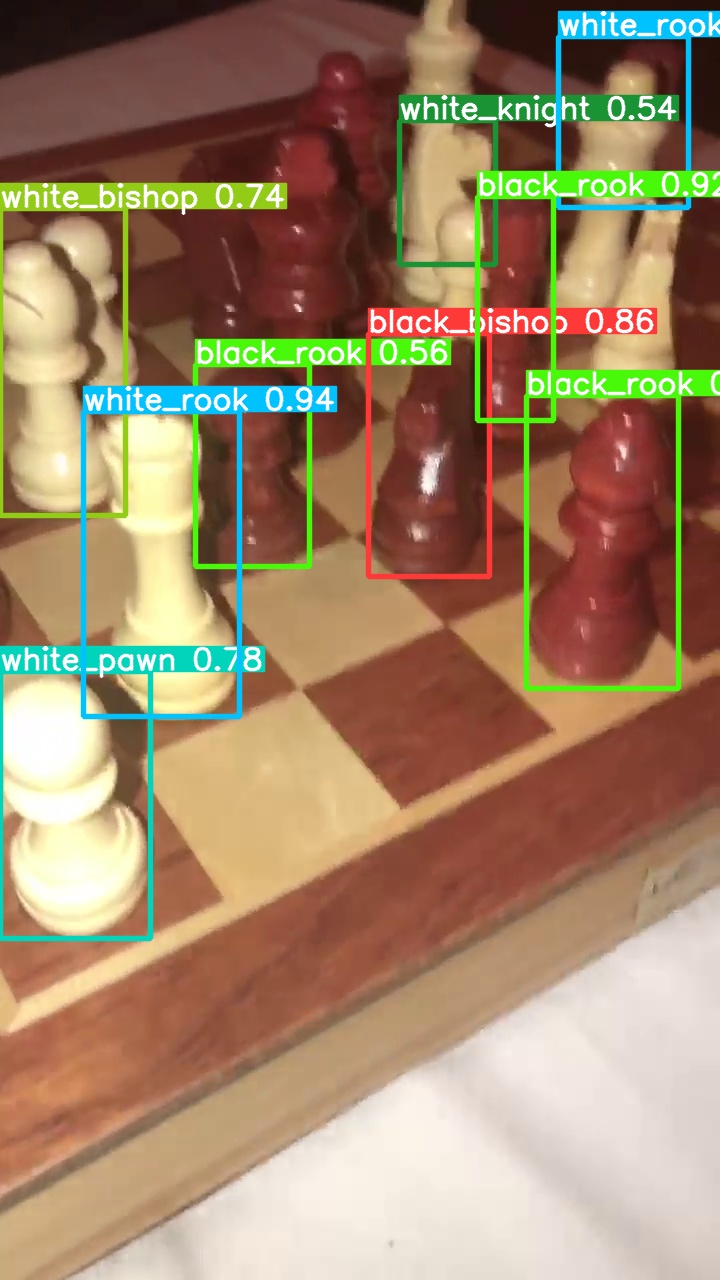 white_rook
white_knight 0.54
black_rook 0.92
white_bishop 0.74
black_bishop 0.86
black_rook 0.56
black_rook 0
white_rook 0.94
white_pawn 0.78